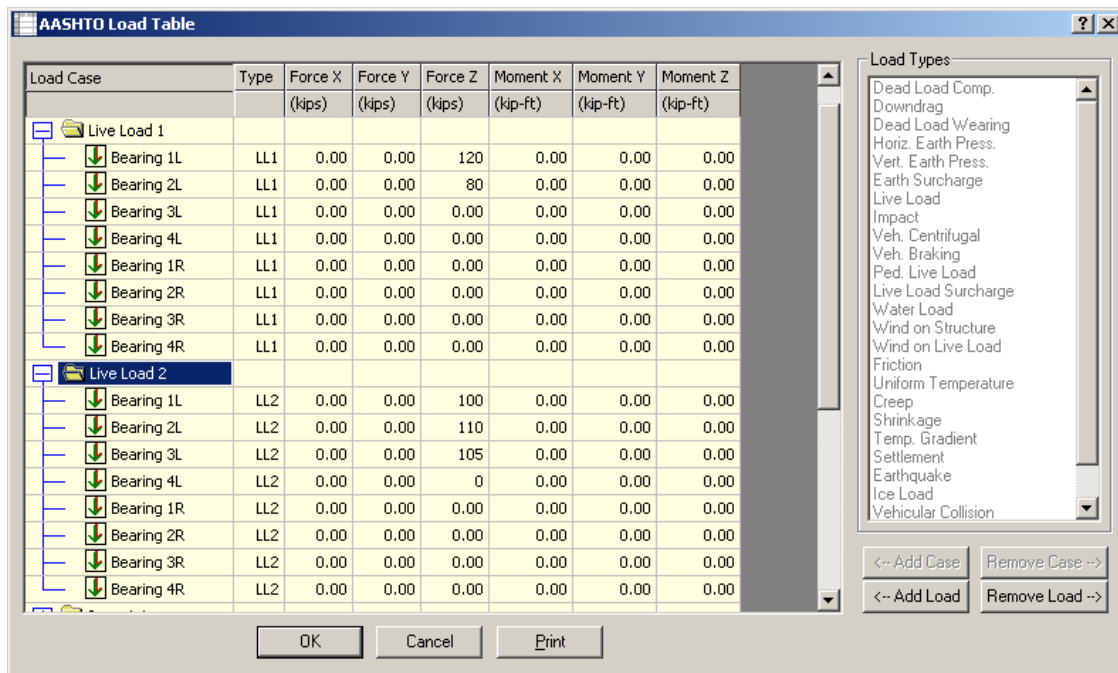 AASHTO Load Table
Load Case Type Force X Force Y Force Z Moment X Moment Y Moment Z
(kips) (kips) (kips) (kip-ft) (kip-ft) (kip-ft)
Live Load 1
Bearing 1L LL1 0.00 0.00 120 0.00 0.00 0.00
Bearing 2L LL1 0.00 0.00 80 0.00 0.00 0.00
Bearing 3L LL1 0.00 0.00 0.00 0.00 0.00 0.00
Bearing 4L LL1 0.00 0.00 0.00 0.00 0.00 0.00
Bearing 1R LL1 0.00 0.00 0.00 0.00 0.00 0.00
Bearing 2R LL1 0.00 0.00 0.00 0.00 0.00 0.00
Bearing 3R LL1 0.00 0.00 0.00 0.00 0.00 0.00
Bearing 4R LL1 0.00 0.00 0.00 0.00 0.00 0.00
Live Load 2
Bearing 1L LL2 0.00 0.00 100 0.00 0.00 0.00
Bearing 2L LL2 0.00 0.00 110 0.00 0.00 0.00
Bearing 3L LL2 0.00 0.00 105 0.00 0.00 0.00
Bearing 4L LL2 0.00 0.00 0 0.00 0.00 0.00
Bearing 1R LL2 0.00 0.00 0.00 0.00 0.00 0.00
Bearing 2R LL2 0.00 0.00 0.00 0.00 0.00 0.00
Bearing 3R LL2 0.00 0.00 0.00 0.00 0.00 0.00
Bearing 4R LL2 0.00 0.00 0.00 0.00 0.00 0.00
Load Types
Dead Load Comp.
Downdrag
Dead Load Wearing
Horiz. Earth Press.
Vert. Earth Press.
Earth Surcharge
Live Load
Impact
Veh. Centrifugal
Veh. Braking
Ped. Live Load
Live Load Surcharge
Water Load
Wind on Structure
Wind on Live Load
Friction
Uniform Temperature
Creep
Shrinkage
Temp. Gradient
Settlement
Earthquake
Ice Load
Vehicular Collision
<-- Add Case Remove Case -->
<-- Add Load Remove Load -->
OK Cancel Print